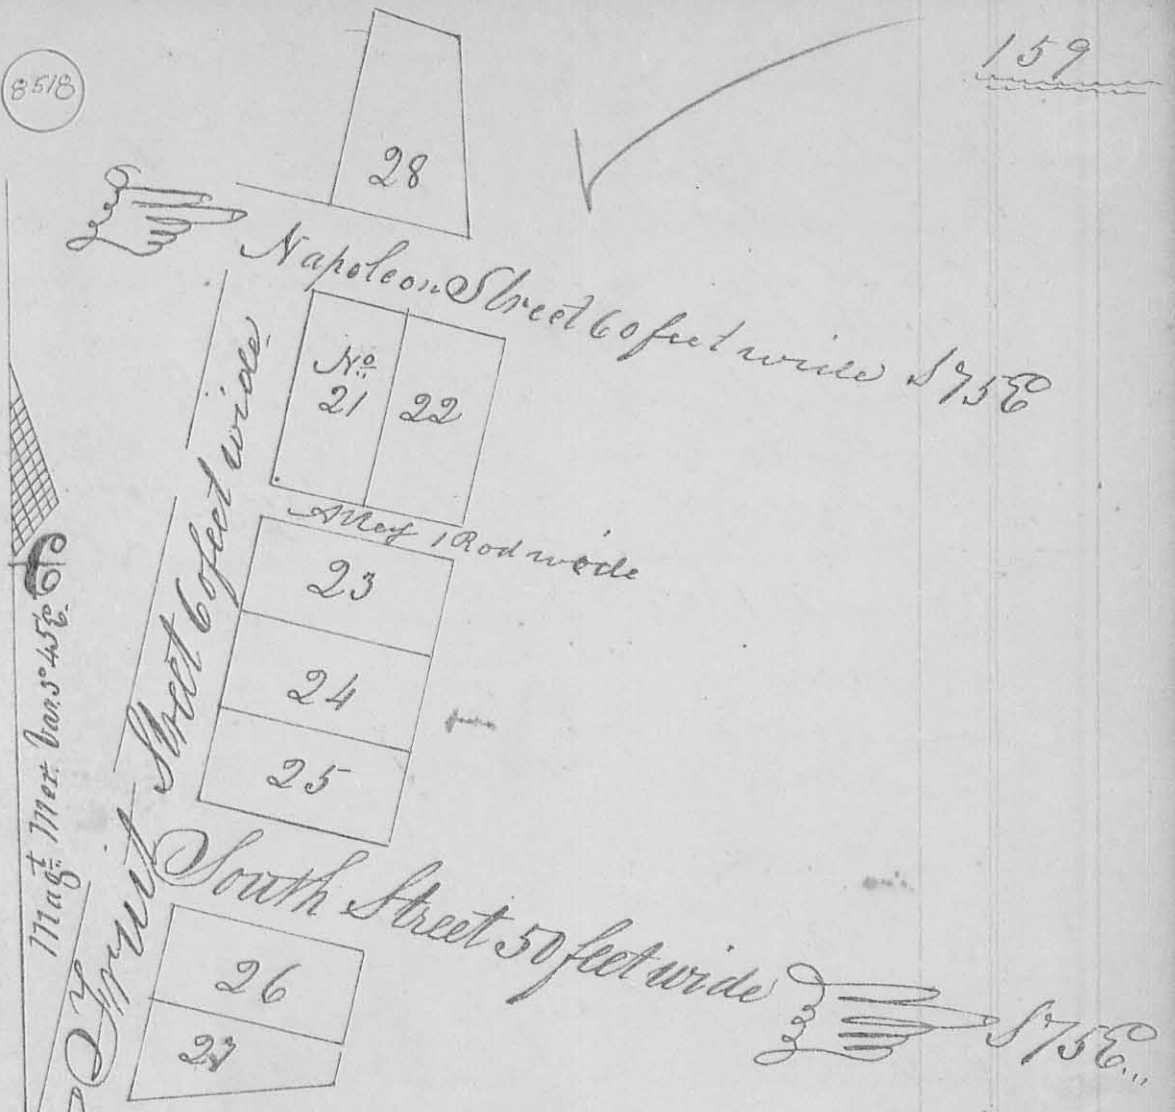 159
8518
28
Napoleon Street 60 feet wide S 75 E
No. 21
22
Alley 1 Rod wide
23
24
25
Fruit Street 60 feet wide
Magt. Mer. Var. 3° 45' E.
South Street 50 feet wide S 75 E...
26
27